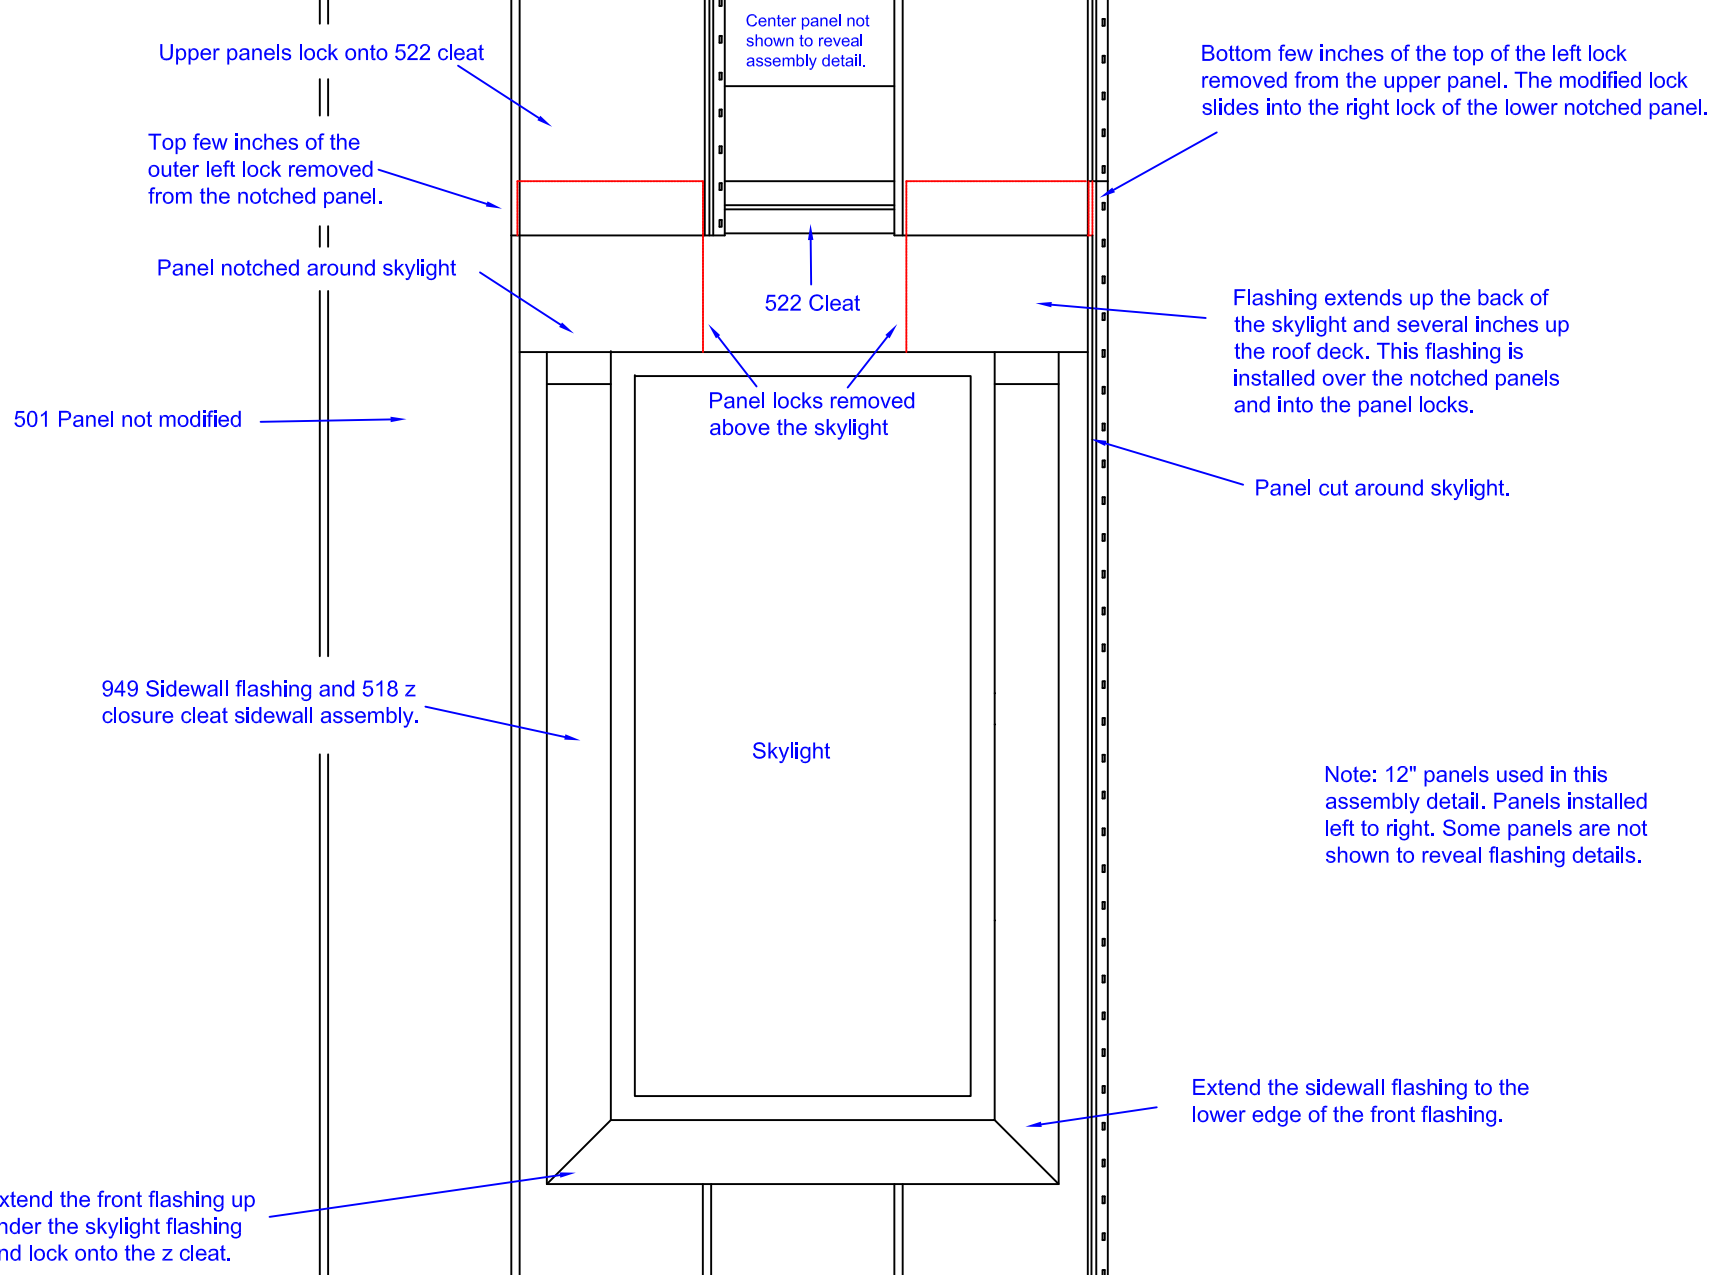 Center panel not
shown to reveal
assembly detail.
Upper panels lock onto 522 cleat
Bottom few inches of the top of the left lock
removed from the upper panel. The modified lock
slides into the right lock of the lower notched panel.
Top few inches of the
outer left lock removed
from the notched panel.
Panel notched around skylight
522 Cleat
Flashing extends up the back of
the skylight and several inches up
the roof deck. This flashing is
installed over the notched panels
and into the panel locks.
501 Panel not modified
Panel locks removed
above the skylight
Panel cut around skylight.
949 Sidewall flashing and 518 z
closure cleat sidewall assembly.
Skylight
Note: 12" panels used in this
assembly detail. Panels installed
left to right. Some panels are not
shown to reveal flashing details.
Extend the sidewall flashing to the
lower edge of the front flashing.
xtend the front flashing up
nder the skylight flashing
nd lock onto the z cleat.